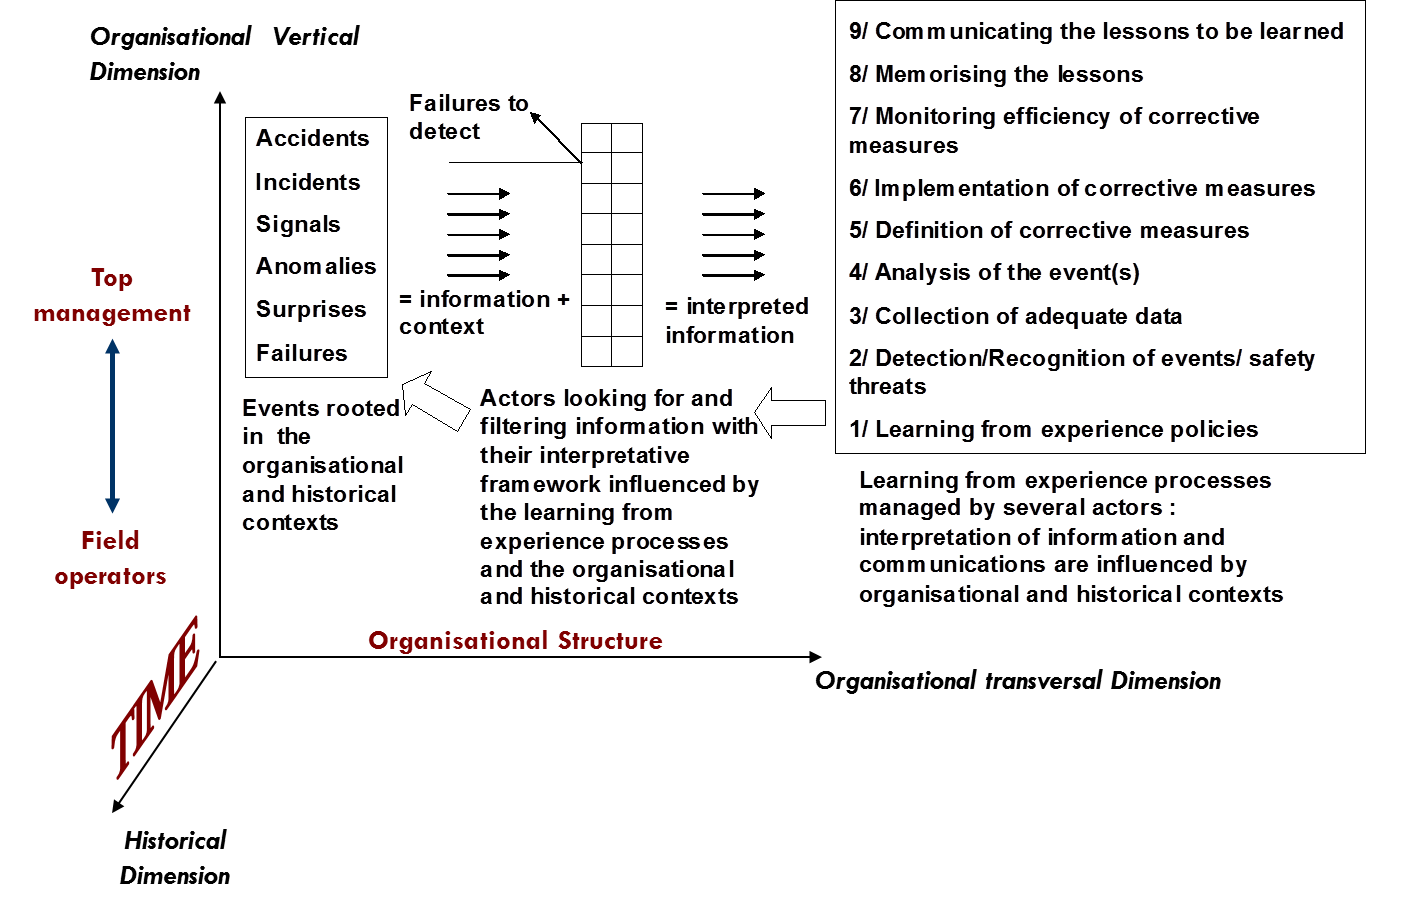 Organisational Vertical
Dimension
Top
management
Field
operators
TIME
Historical
Dimension
Accidents
Incidents
Signals
Anomalies
Surprises
Failures
Events rooted
in the
organisational
and historical
contexts
Failures to
detect
= information +
context
Actors looking for and
filtering information with
their interpretative
framework influenced by
the learning from
experience processes
and the organisational
and historical contexts
= interpreted
information
9/ Communicating the lessons to be learned
8/ Memorising the lessons
7/ Monitoring efficiency of corrective
measures
6/ Implementation of corrective measures
5/ Definition of corrective measures
4/ Analysis of the event(s)
3/ Collection of adequate data
2/ Detection/Recognition of events/ safety
threats
1/ Learning from experience policies
Learning from experience processes
managed by several actors :
interpretation of information and
communications are influenced by
organisational and historical contexts
Organisational Structure
Organisational transversal Dimension